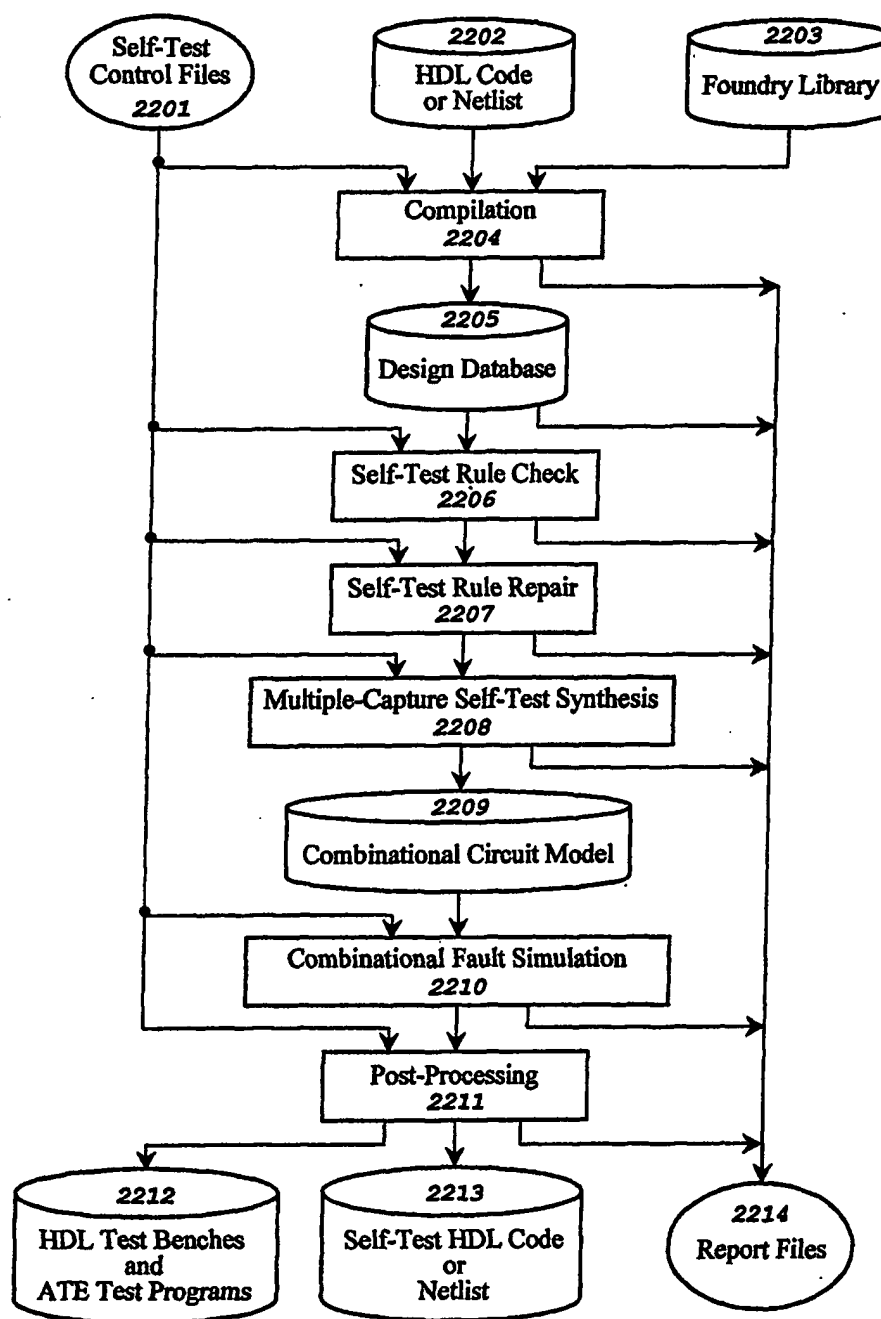 Self-Test
Control Files
2201
2202
HDL Code
or Netlist
2203
Foundry Library
Compilation
2204
2205
Design Database
Self-Test Rule Check
2206
Self-Test Rule Repair
2207
Multiple-Capture Self-Test Synthesis
2208
2209
Combinational Circuit Model
Combinational Fault Simulation
2210
Post-Processing
2211
2212
HDL Test Benches
and
ATE Test Programs
2213
Self-Test HDL Code
or
Netlist
2214
Report Files